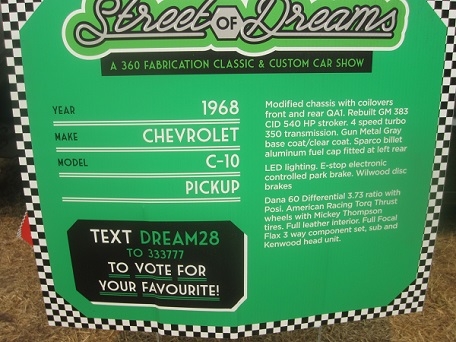 Street OF Dreams
A 360 FABRICATION CLASSIC & CUSTOM CAR SHOW
YEAR 1968
MAKE CHEVROLET
MODEL C-10
PICKUP
TEXT DREAM28
TO 333777
TO VOTE FOR
YOUR FAVOURITE!
Modified chassis with coilovers
front and rear QA1. Rebuilt GM 383
CID 540 HP stroker. 4 speed turbo
350 transmission. Gun Metal Gray
base coat/clear coat. Sparco billet
aluminum fuel cap fitted at left rear
LED lighting. E-stop electronic
controlled park brake. Wilwood disc
brakes
Dana 60 Differential 3.73 ratio with
Posi. American Racing Torq Thrust
wheels with Mickey Thompson
tires. Full leather interior. Full Focal
Flax 3 way component set, sub and
Kenwood head unit.